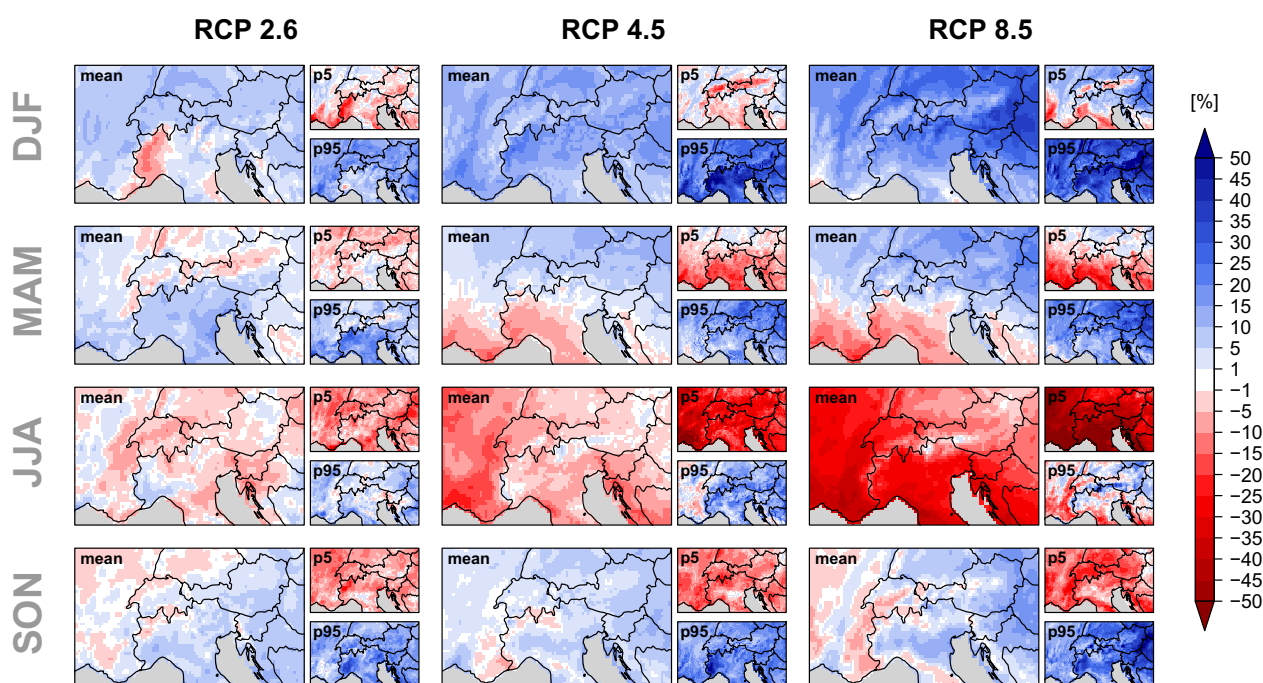 RCP 2.6 RCP 4.5 RCP 8.5
DJF
mean p5 mean p5 mean p5
p95 p95 p95
MAM
mean p5 mean p5 mean p5
p95 p95 p95
JJA
mean p5 mean p5 mean p5
p95 p95 p95
SON
mean p5 mean p5 mean p5
p95 p95 p95
[%]
50
45
40
35
30
25
20
15
10
5
1
−1
−5
−10
−15
−20
−25
−30
−35
−40
−45
−50